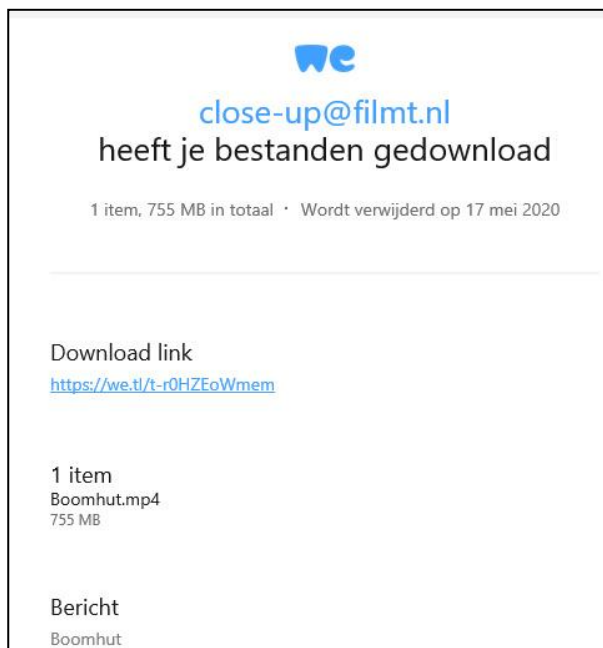 we
close-up@filmt.nl
heeft je bestanden gedownload
1 item, 755 MB in totaal · Wordt verwijderd op 17 mei 2020
Download link
https://we.tl/t-r0HZEoWmem
1 item
Boomhut.mp4
755 MB
Bericht
Boomhut